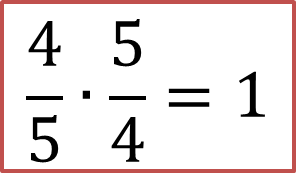 4/5 · 5/4 = 1